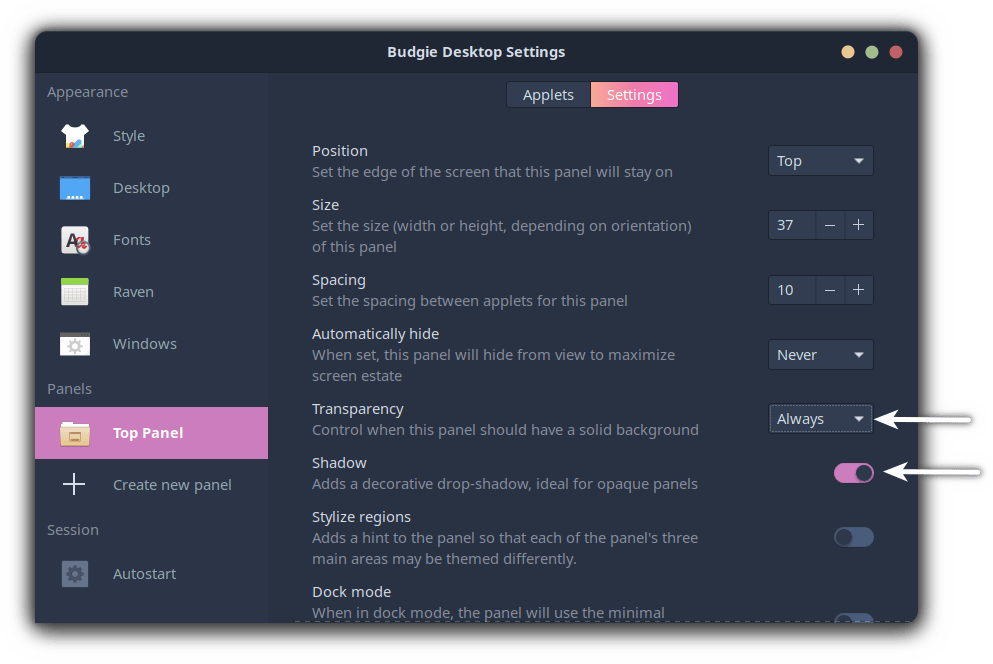 Budgie Desktop Settings
Appearance
Style
Desktop
Fonts
Raven
Windows
Panels
Top Panel
Create new panel
Session
Autostart
Applets
Settings
Position
Set the edge of the screen that this panel will stay on
Top
Size
Set the size (width or height, depending on orientation)
of this panel
37
Spacing
Set the spacing between applets for this panel
10
Automatically hide
When set, this panel will hide from view to maximize
screen estate
Never
Transparency
Control when this panel should have a solid background
Always
Shadow
Adds a decorative drop-shadow, ideal for opaque panels
Stylize regions
Adds a hint to the panel so that each of the panel's three
main areas may be themed differently.
Dock mode
When in dock mode, the panel will use the minimal